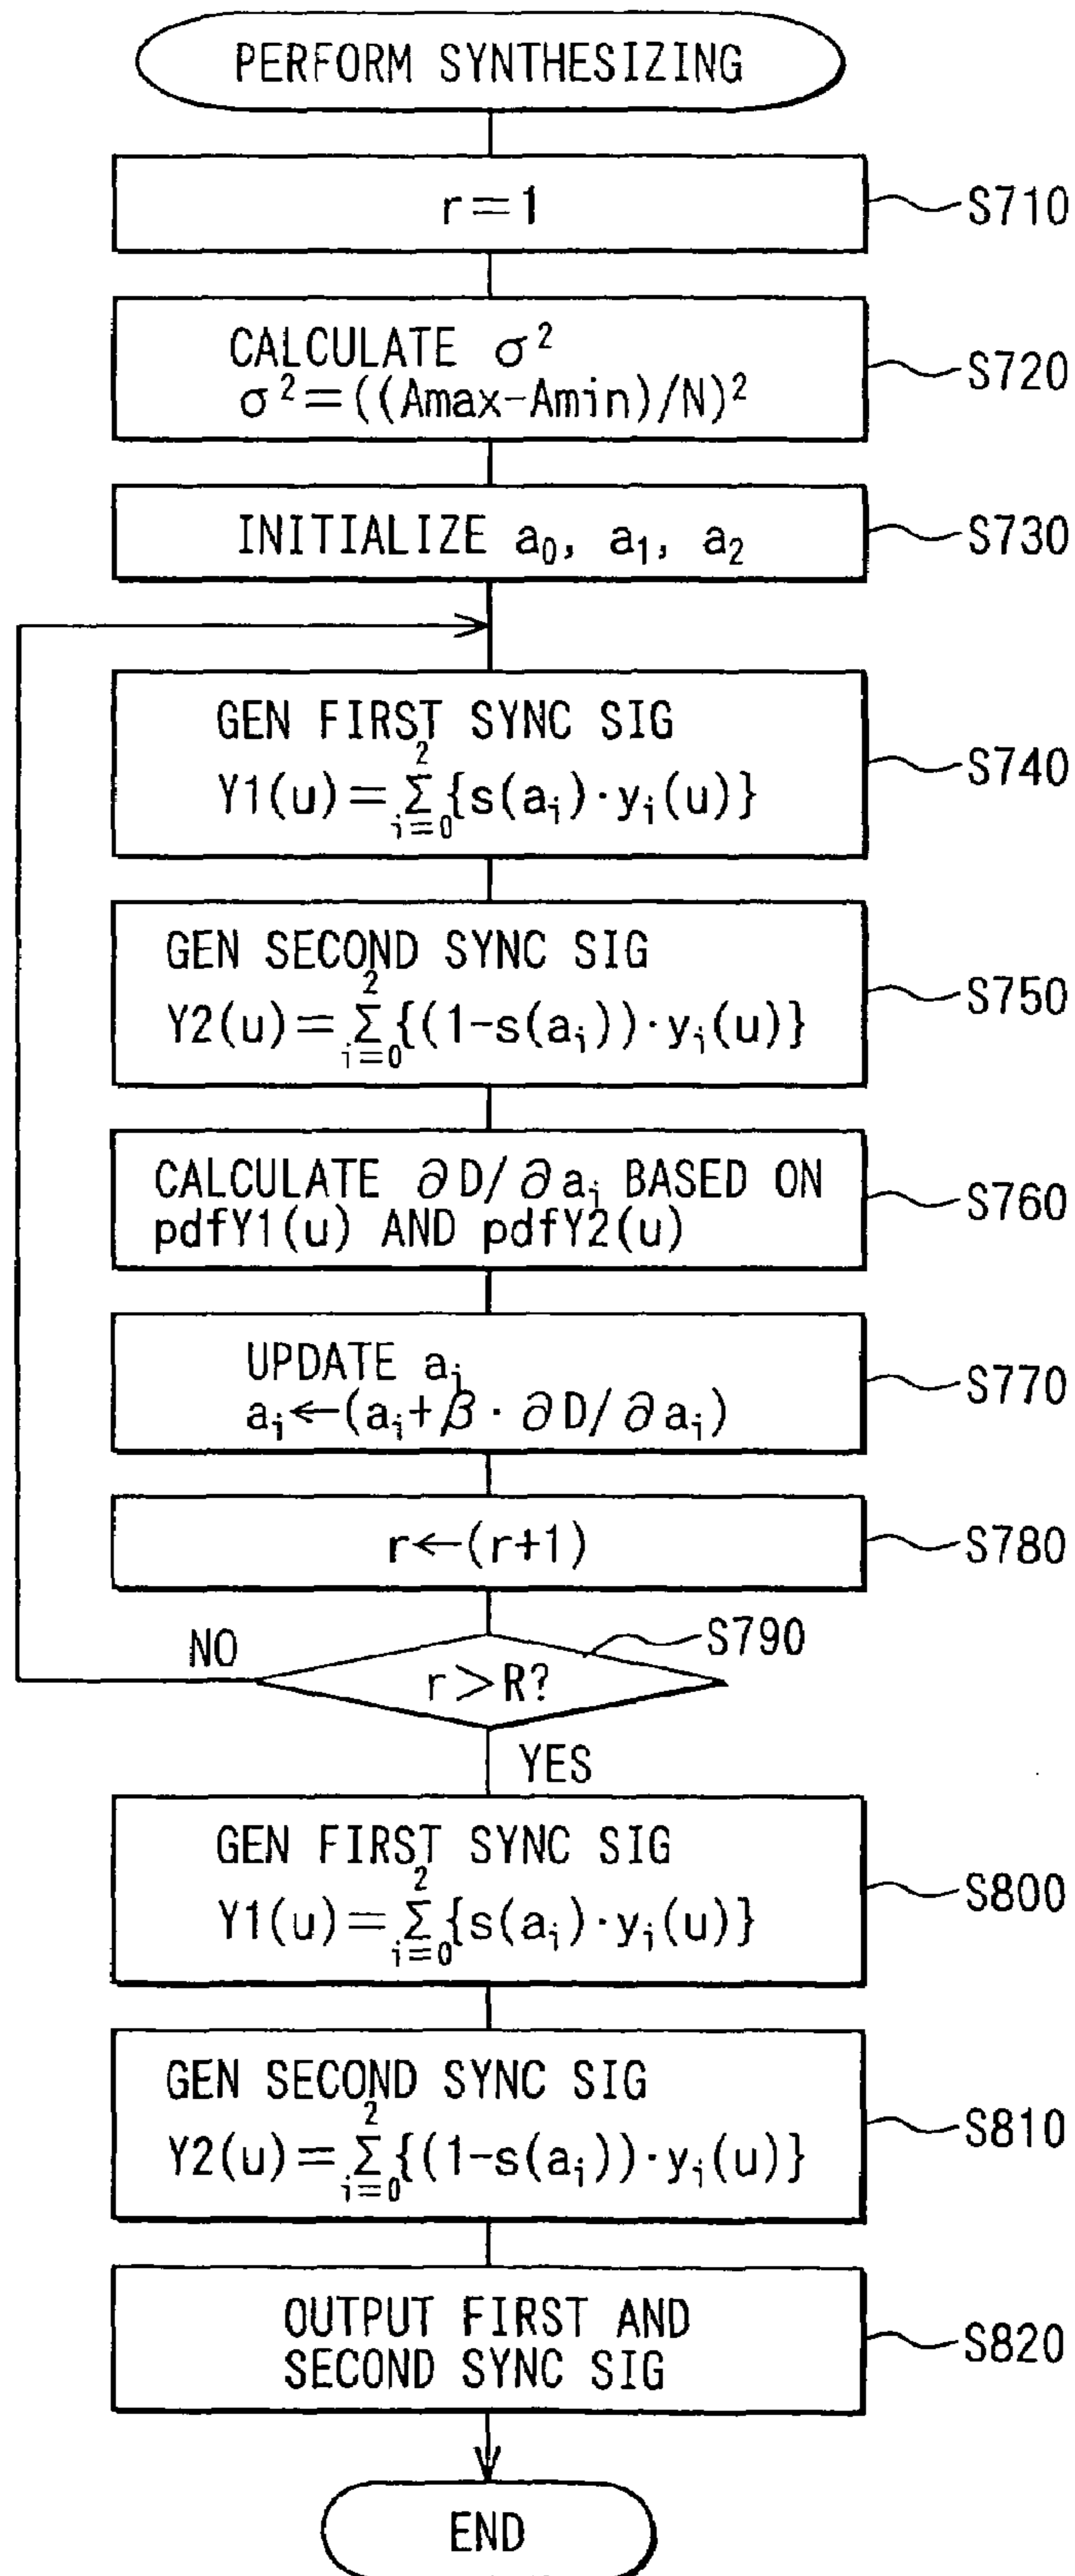 PERFORM SYNTHESIZING
r=1
S710
CALCULATE σ²
σ²=((Amax-Amin)/N)²
S720
INITIALIZE a₀, a₁, a₂
S730
GEN FIRST SYNC SIG
Y1(u)=Σ_{i=0}^{2}{s(aᵢ)·yᵢ(u)}
S740
GEN SECOND SYNC SIG
Y2(u)=Σ_{i=0}^{2}{(1-s(aᵢ))·yᵢ(u)}
S750
CALCULATE ∂D/∂aᵢ BASED ON
pdfY1(u) AND pdfY2(u)
S760
UPDATE aᵢ
aᵢ←(aᵢ+β·∂D/∂aᵢ)
S770
r←(r+1)
S780
S790
NO
r>R?
YES
GEN FIRST SYNC SIG
Y1(u)=Σ_{i=0}^{2}{s(aᵢ)·yᵢ(u)}
S800
GEN SECOND SYNC SIG
Y2(u)=Σ_{i=0}^{2}{(1-s(aᵢ))·yᵢ(u)}
S810
OUTPUT FIRST AND
SECOND SYNC SIG
S820
END